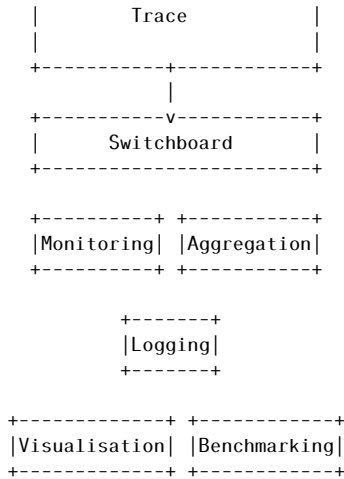 Trace
Switchboard
Monitoring Aggregation
Logging
Visualisation Benchmarking